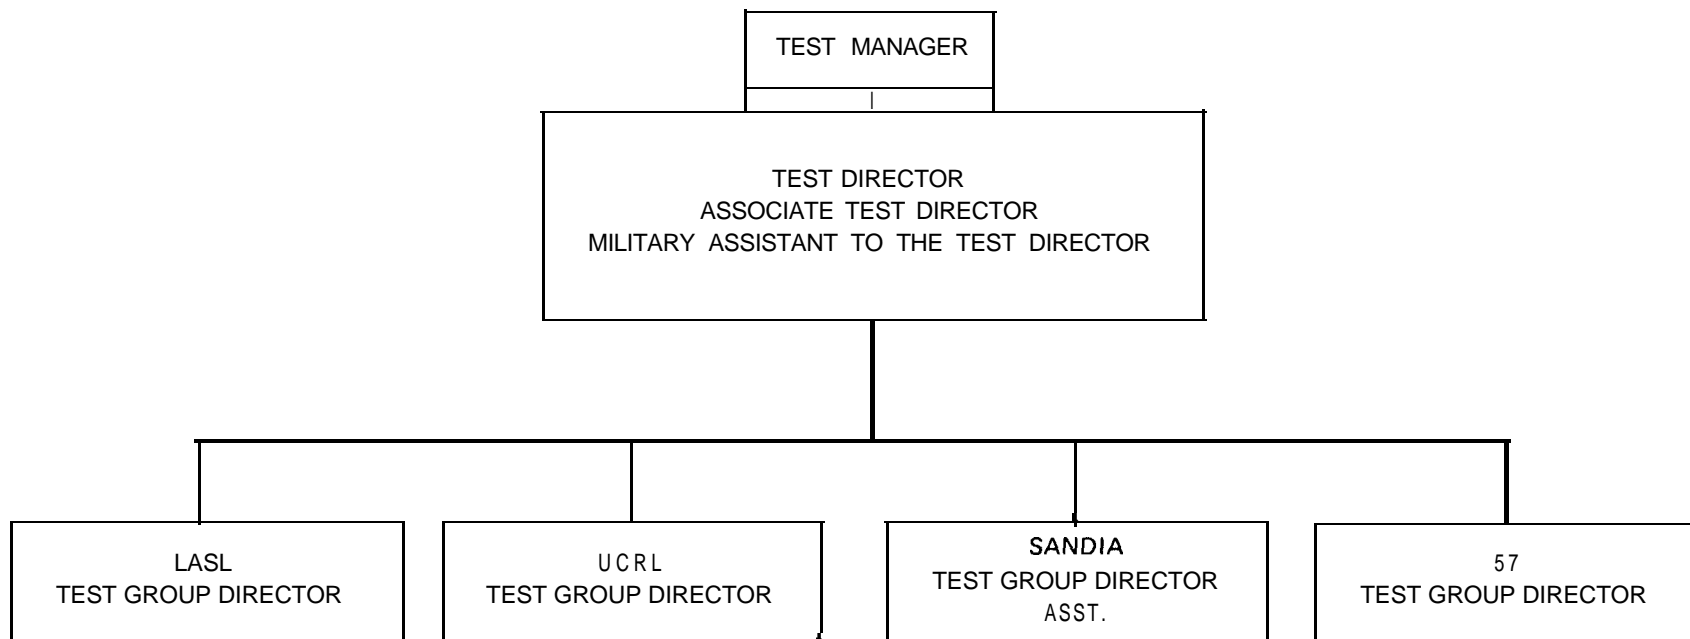 TEST MANAGER
TEST DIRECTOR
ASSOCIATE TEST DIRECTOR
MILITARY ASSISTANT TO THE TEST DIRECTOR
LASL
TEST GROUP DIRECTOR
UCRL
TEST GROUP DIRECTOR
SANDIA
TEST GROUP DIRECTOR
ASST.
57
TEST GROUP DIRECTOR